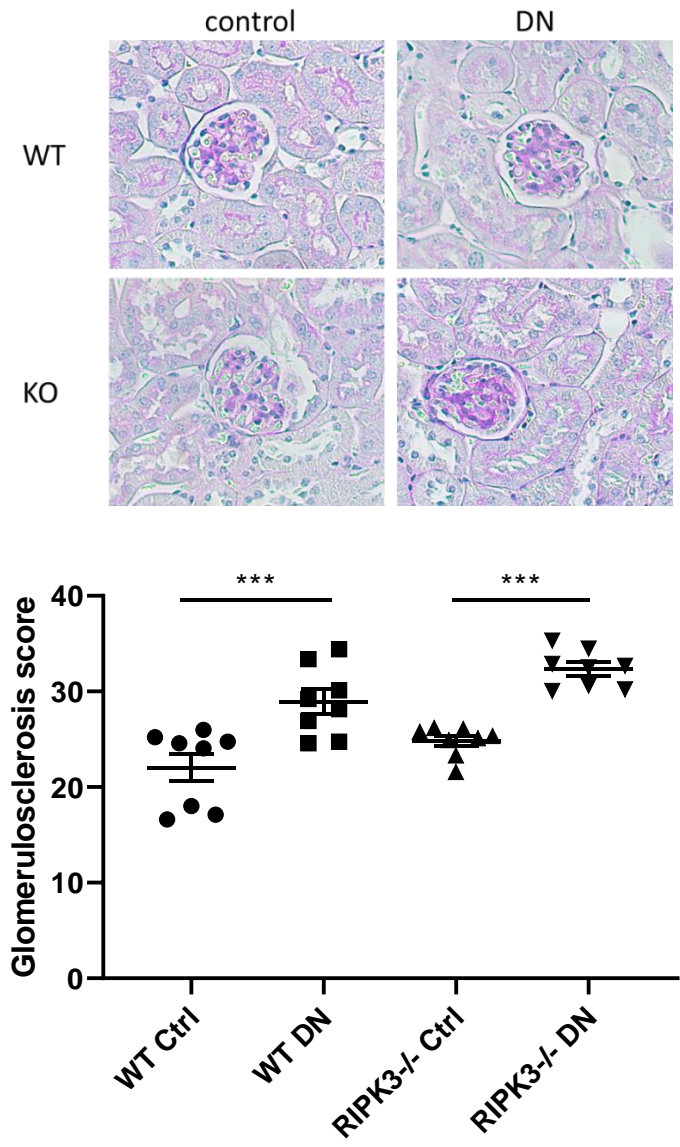 control DN
WT
KO
*** ***
40
30
20
10
0
Glomerulosclerosis score
WT Ctrl
WT DN
RIPK3-/- Ctrl
RIPK3-/- DN